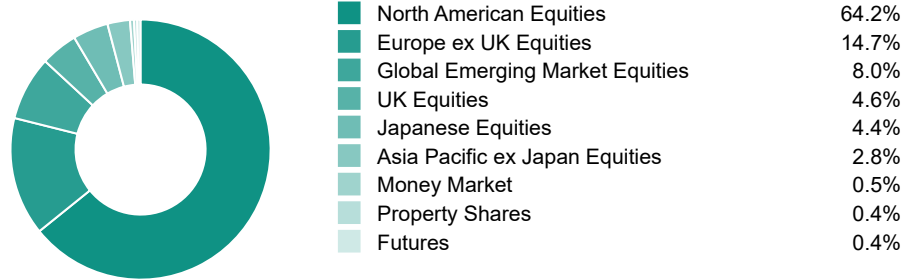 North American Equities 64.2%
Europe ex UK Equities 14.7%
Global Emerging Market Equities 8.0%
UK Equities 4.6%
Japanese Equities 4.4%
Asia Pacific ex Japan Equities 2.8%
Money Market 0.5%
Property Shares 0.4%
Futures 0.4%